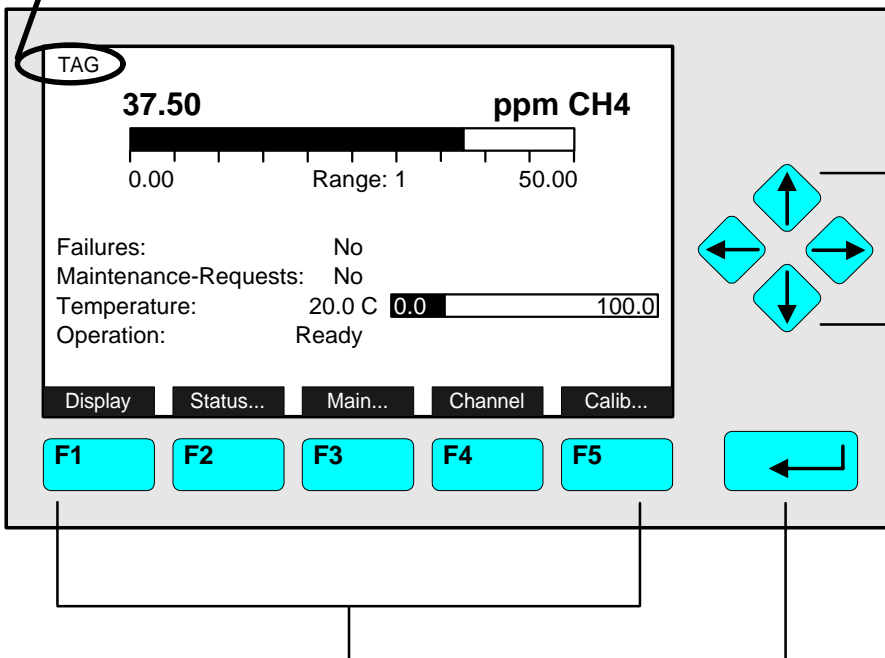 TAG
37.50 ppm CH4
0.00 Range: 1 50.00
Failures: No
Maintenance-Requests: No
Temperature: 20.0 C 0.0 100.0
Operation: Ready
Display Status... Main... Channel Calib...
F1 F2 F3 F4 F5